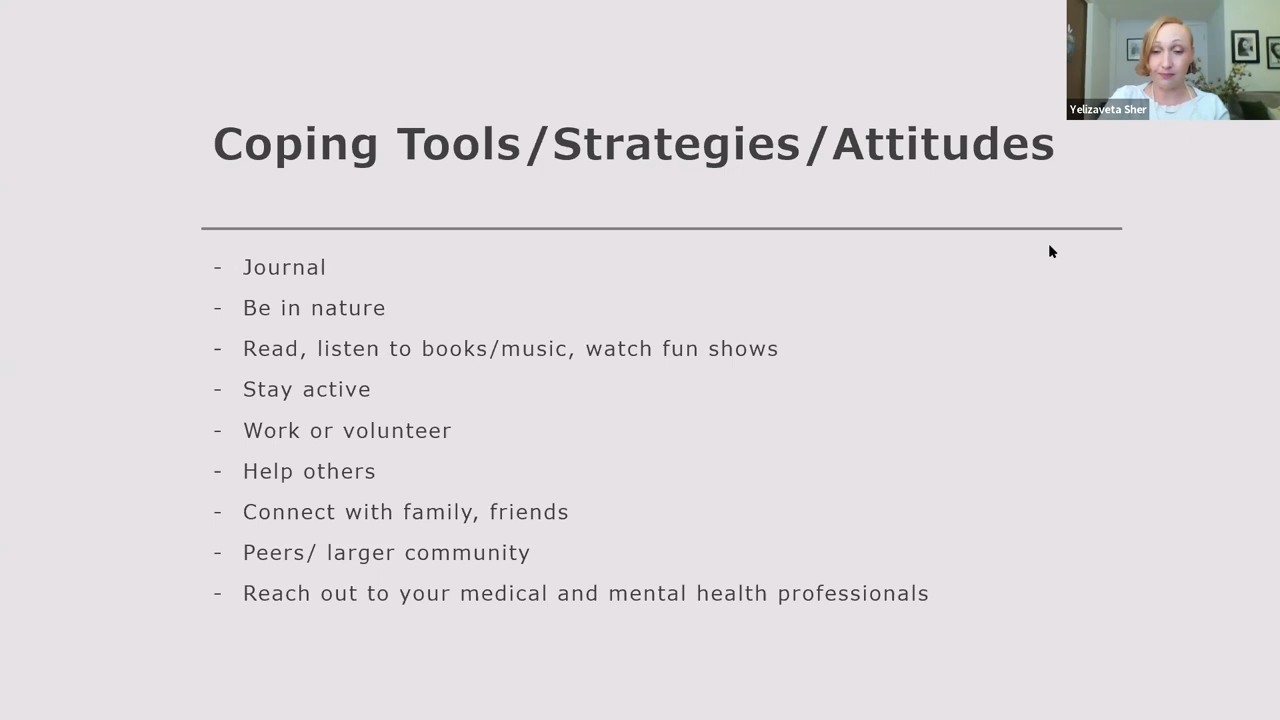 Yelizaveta Sher
Coping Tools/Strategies/Attitudes
- Journal
- Be in nature
- Read, listen to books/music, watch fun shows
- Stay active
- Work or volunteer
- Help others
- Connect with family, friends
- Peers/ larger community
- Reach out to your medical and mental health professionals